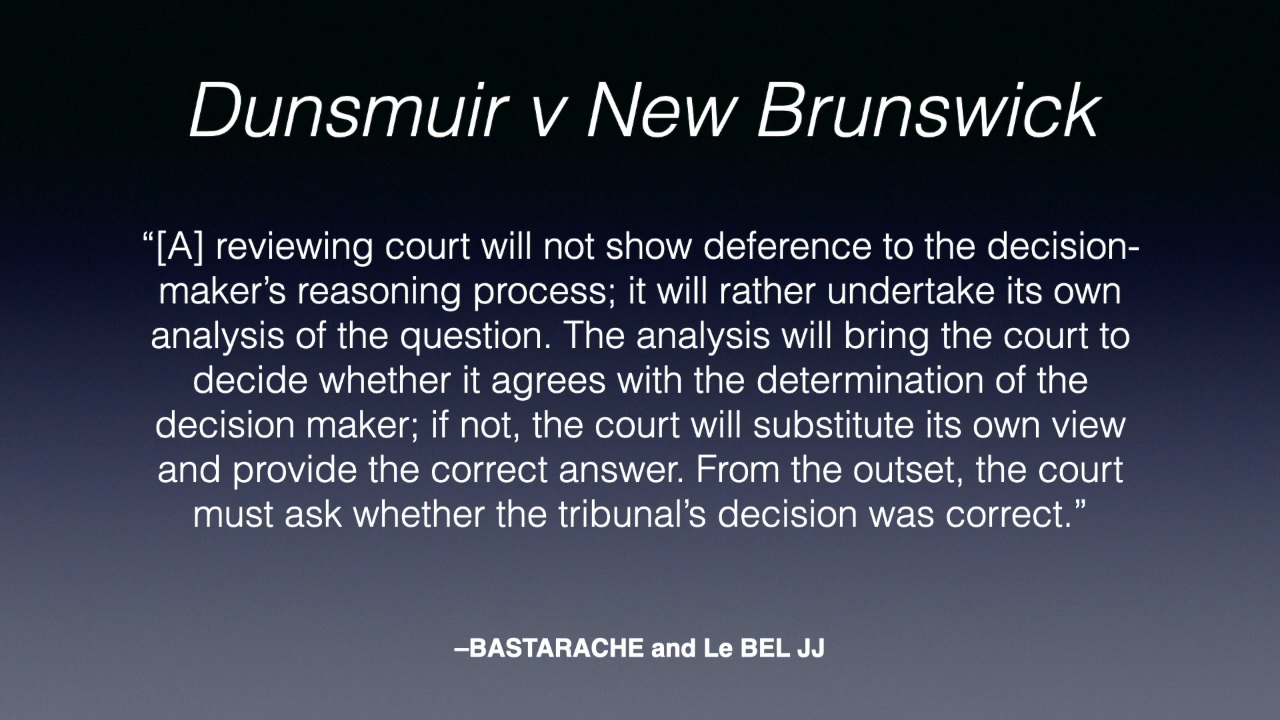 Dunsmuir v New Brunswick
“[A] reviewing court will not show deference to the decision-
maker’s reasoning process; it will rather undertake its own
analysis of the question. The analysis will bring the court to
decide whether it agrees with the determination of the
decision maker; if not, the court will substitute its own view
and provide the correct answer. From the outset, the court
must ask whether the tribunal’s decision was correct.”
–BASTARACHE and Le BEL JJ